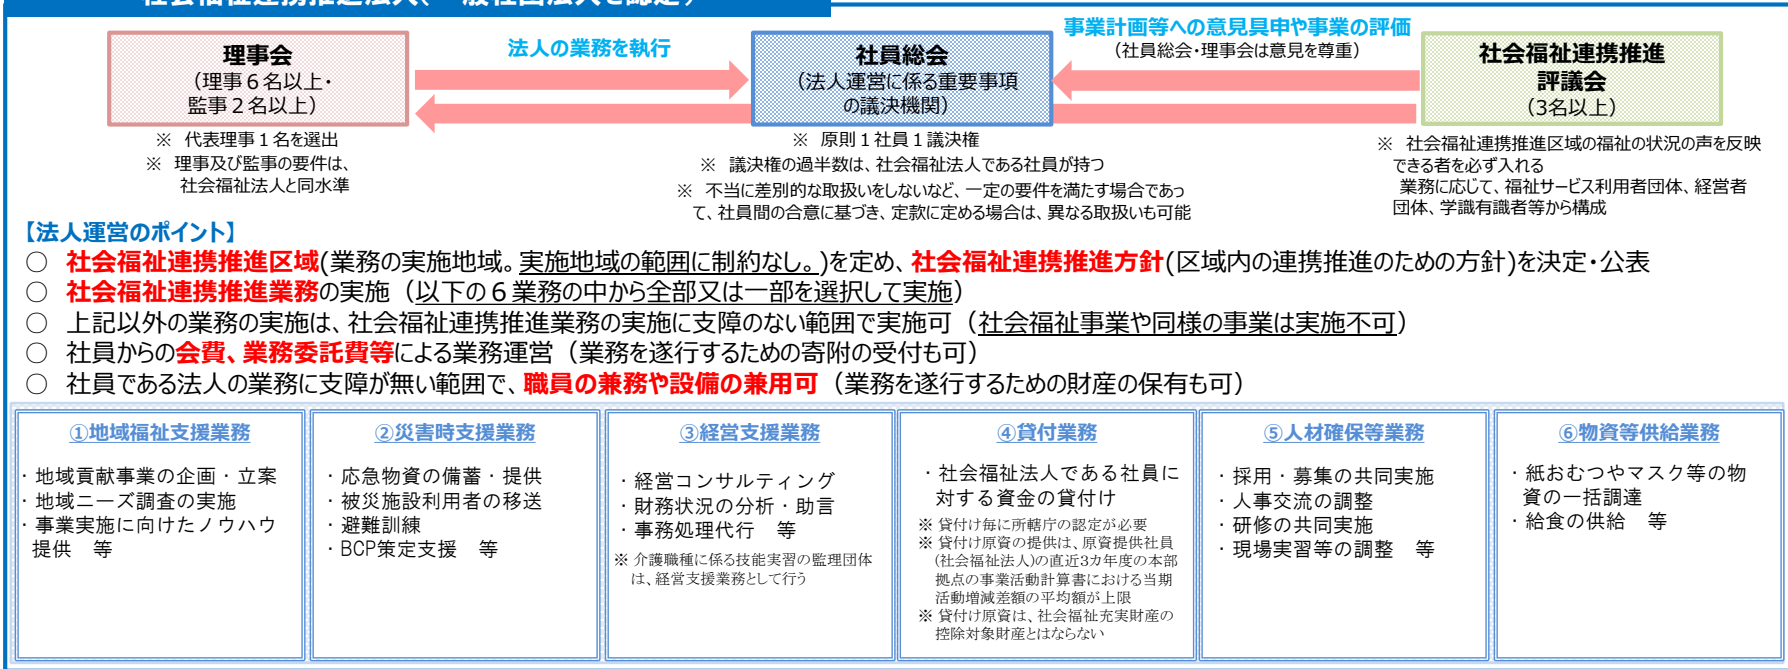 社会福祉連携推進法人(一般社団法人を認定)
理事会
（理事６名以上・
監事２名以上）
※ 代表理事１名を選出
※ 理事及び監事の要件は、
社会福祉法人と同水準
法人の業務を執行
社員総会
（法人運営に係る重要事項
の議決機関）
※ 原則１社員１議決権
※ 議決権の過半数は、社会福祉法人である社員が持つ
※ 不当に差別的な取扱いをしないなど、一定の要件を満たす場合であっ
て、社員間の合意に基づき、定款に定める場合は、異なる取扱いも可能
事業計画等への意見具申や事業の評価
（社員総会・理事会は意見を尊重）
社会福祉連携推進
評議会
（3名以上）
※ 社会福祉連携推進区域の福祉の状況の声を反映
できる者を必ず入れる
業務に応じて、福祉サービス利用者団体、経営者
団体、学識有識者等から構成
【法人運営のポイント】
○ 社会福祉連携推進区域(業務の実施地域。実施地域の範囲に制約なし。)を定め、社会福祉連携推進方針(区域内の連携推進のための方針)を決定・公表
○ 社会福祉連携推進業務の実施（以下の６業務の中から全部又は一部を選択して実施）
○ 上記以外の業務の実施は、社会福祉連携推進業務の実施に支障のない範囲で実施可（社会福祉事業や同様の事業は実施不可）
○ 社員からの会費、業務委託費等による業務運営（業務を遂行するための寄附の受付も可）
○ 社員である法人の業務に支障が無い範囲で、職員の兼務や設備の兼用可（業務を遂行するための財産の保有も可）
①地域福祉支援業務
・地域貢献事業の企画・立案
・地域ニーズ調査の実施
・事業実施に向けたノウハウ
提供　等
②災害時支援業務
・応急物資の備蓄・提供
・被災施設利用者の移送
・避難訓練
・BCP策定支援　等
③経営支援業務
・経営コンサルティング
・財務状況の分析・助言
・事務処理代行　等
※ 介護職種に係る技能実習の監理団体
は、経営支援業務として行う
④貸付業務
・社会福祉法人である社員に
対する資金の貸付け
※ 貸付け毎に所轄庁の認定が必要
※ 貸付け原資の提供は、原資提供社員
(社会福祉法人)の直近3カ年度の本部
拠点の事業活動計算書における当期
活動増減差額の平均額が上限
※ 貸付け原資は、社会福祉充実財産の
控除対象財産とはならない
⑤人材確保等業務
・採用・募集の共同実施
・人事交流の調整
・研修の共同実施
・現場実習等の調整　等
⑥物資等供給業務
・紙おむつやマスク等の物
資の一括調達
・給食の供給　等